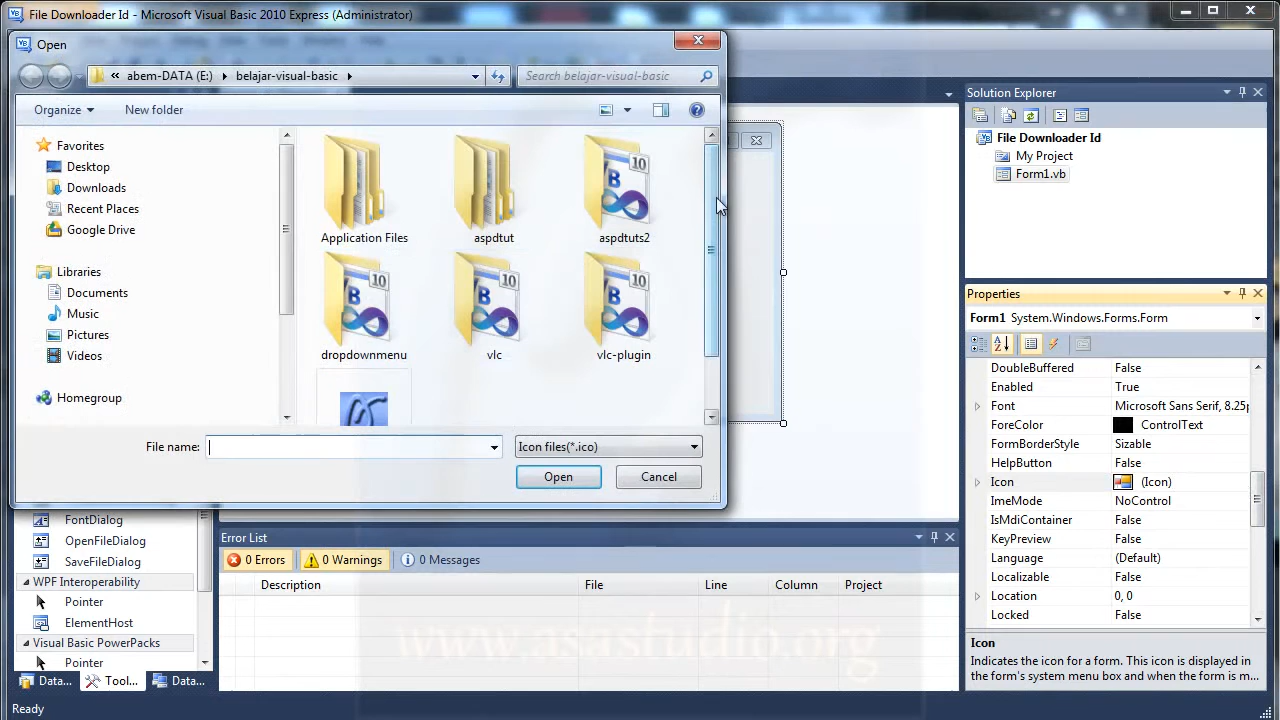 File Downloader Id - Microsoft Visual Basic 2010 Express (Administrator)
Open
« abem-DATA (E:) belajar-visual-basic
Search belajar-visual-basic
Organize
New folder
Favorites
Desktop
Downloads
Recent Places
Google Drive
Libraries
Documents
Music
Pictures
Videos
Homegroup
Application Files
aspdtut
aspdtuts2
dropdownmenu
vlc
vlc-plugin
File name:
Icon files(*.ico)
Open
Cancel
Solution Explorer
File Downloader Id
My Project
Form1.vb
Properties
Form1 System.Windows.Forms.Form
DoubleBuffered False
Enabled True
Font Microsoft Sans Serif, 8.25p
ForeColor ControlText
FormBorderStyle Sizable
HelpButton False
Icon (Icon)
ImeMode NoControl
IsMdiContainer False
KeyPreview False
Language (Default)
Localizable False
Location 0, 0
Locked False
Icon
Indicates the icon for a form. This icon is displayed in
the form's system menu box and when the form is m...
FontDialog
OpenFileDialog
SaveFileDialog
WPF Interoperability
Pointer
ElementHost
Visual Basic PowerPacks
Pointer
Data...
Tool...
Data...
Error List
0 Errors
0 Warnings
0 Messages
Description File Line Column Project
www.asastudio.org
Ready